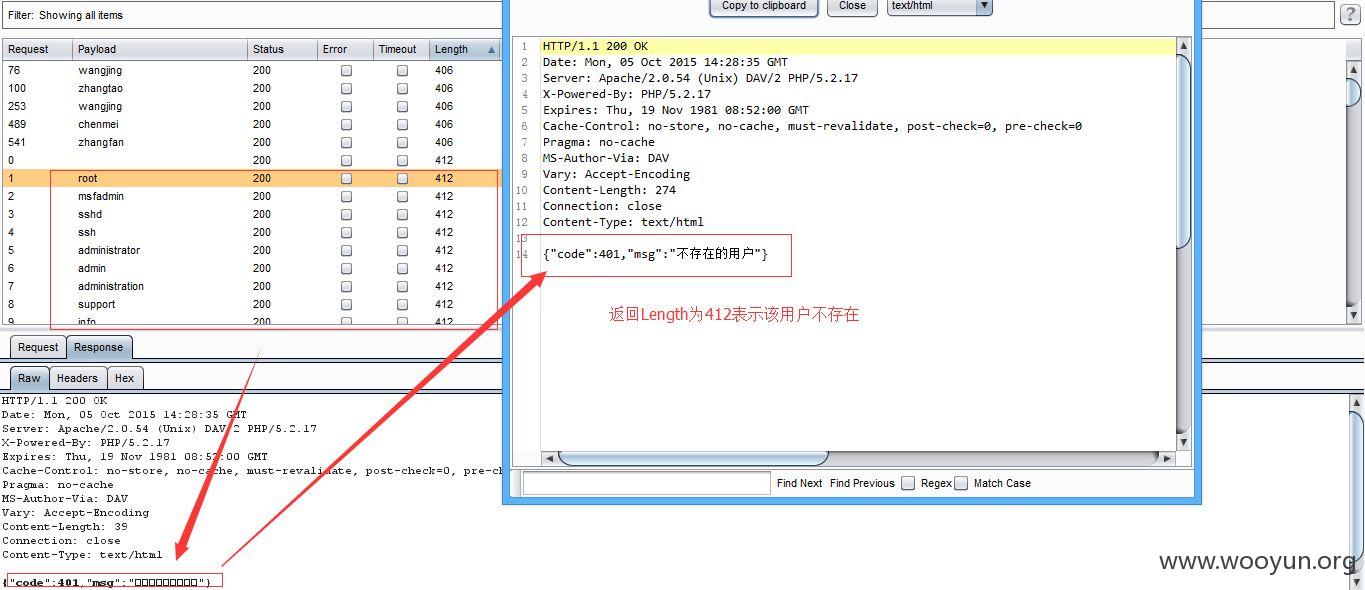 Filter: Showing all items
Request Payload Status Error Timeout Length
76 wangjing 200 406
100 zhangtao 200 406
253 wangjing 200 406
489 chenmei 200 406
541 zhangfan 200 406
0 200 412
1 root 200 412
2 msfadmin 200 412
3 sshd 200 412
4 ssh 200 412
5 administrator 200 412
6 admin 200 412
7 administration 200 412
8 support 200 412
9 info 200 412
Copy to clipboard Close text/html
?
1 HTTP/1.1 200 OK
2 Date: Mon, 05 Oct 2015 14:28:35 GMT
3 Server: Apache/2.0.54 (Unix) DAV/2 PHP/5.2.17
4 X-Powered-By: PHP/5.2.17
5 Expires: Thu, 19 Nov 1981 08:52:00 GMT
6 Cache-Control: no-store, no-cache, must-revalidate, post-check=0, pre-check=0
7 Pragma: no-cache
8 MS-Author-Via: DAV
9 Vary: Accept-Encoding
10 Content-Length: 274
11 Connection: close
12 Content-Type: text/html
13
14 {"code":401,"msg":"不存在的用户"}
返回Length为412表示该用户不存在
Find Next Find Previous Regex Match Case
Request Response
Raw Headers Hex
HTTP/1.1 200 OK
Date: Mon, 05 Oct 2015 14:28:35 GMT
Server: Apache/2.0.54 (Unix) DAV/2 PHP/5.2.17
X-Powered-By: PHP/5.2.17
Expires: Thu, 19 Nov 1981 08:52:00 GMT
Cache-Control: no-store, no-cache, must-revalidate, post-check=0, pre-ch
Pragma: no-cache
MS-Author-Via: DAV
Vary: Accept-Encoding
Content-Length: 39
Connection: close
Content-Type: text/html
{"code":401,"msg":"□□□□□□□□□"}
www.wooyun.org